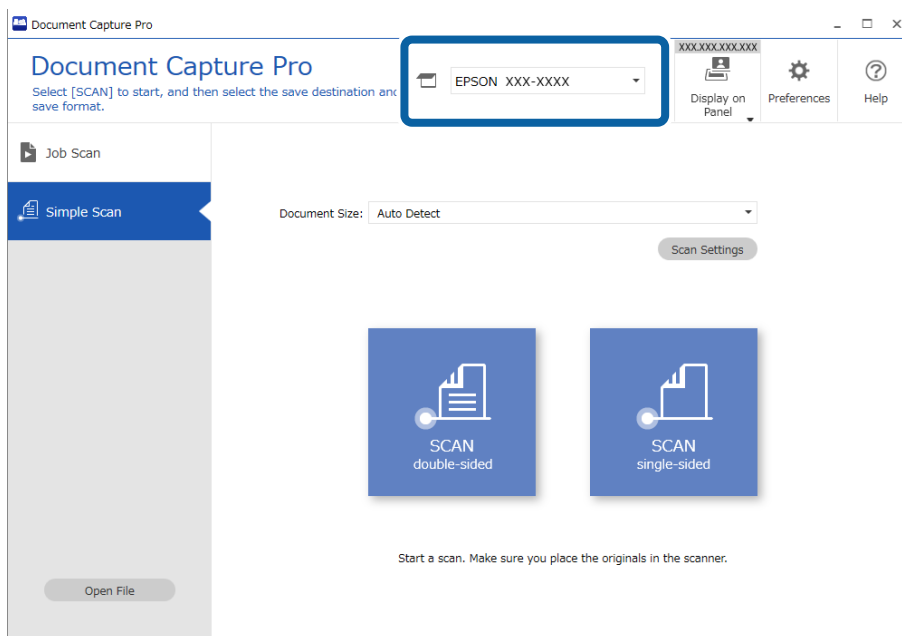 Document Capture Pro
Document Capture Pro
Select [SCAN] to start, and then select the save destination and
save format.
EPSON XXX-XXXX
XXX.XXX.XXX.XXX
Display on
Panel
Preferences
Help
Job Scan
Simple Scan
Document Size: Auto Detect
Scan Settings
SCAN
double-sided
SCAN
single-sided
Start a scan. Make sure you place the originals in the scanner.
Open File